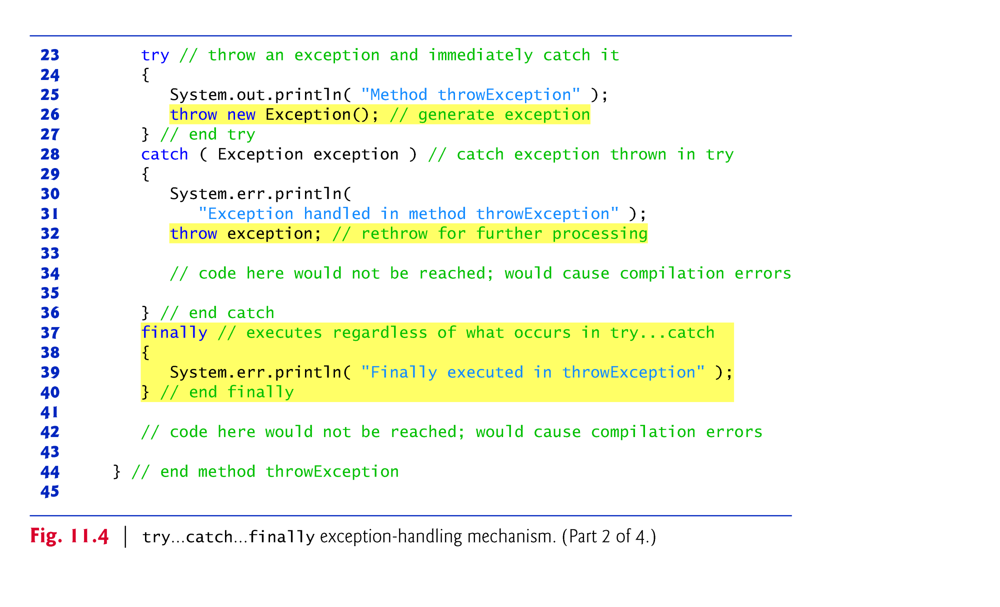 23 try // throw an exception and immediately catch it
24 {
25 System.out.println( "Method throwException" );
26 throw new Exception(); // generate exception
27 } // end try
28 catch ( Exception exception ) // catch exception thrown in try
29 {
30 System.err.println(
31 "Exception handled in method throwException" );
32 throw exception; // rethrow for further processing
33
34 // code here would not be reached; would cause compilation errors
35
36 } // end catch
37 finally // executes regardless of what occurs in try...catch
38 {
39 System.err.println( "Finally executed in throwException" );
40 } // end finally
41
42 // code here would not be reached; would cause compilation errors
43
44 } // end method throwException
45
Fig. 11.4 | try...catch...finally exception-handling mechanism. (Part 2 of 4.)